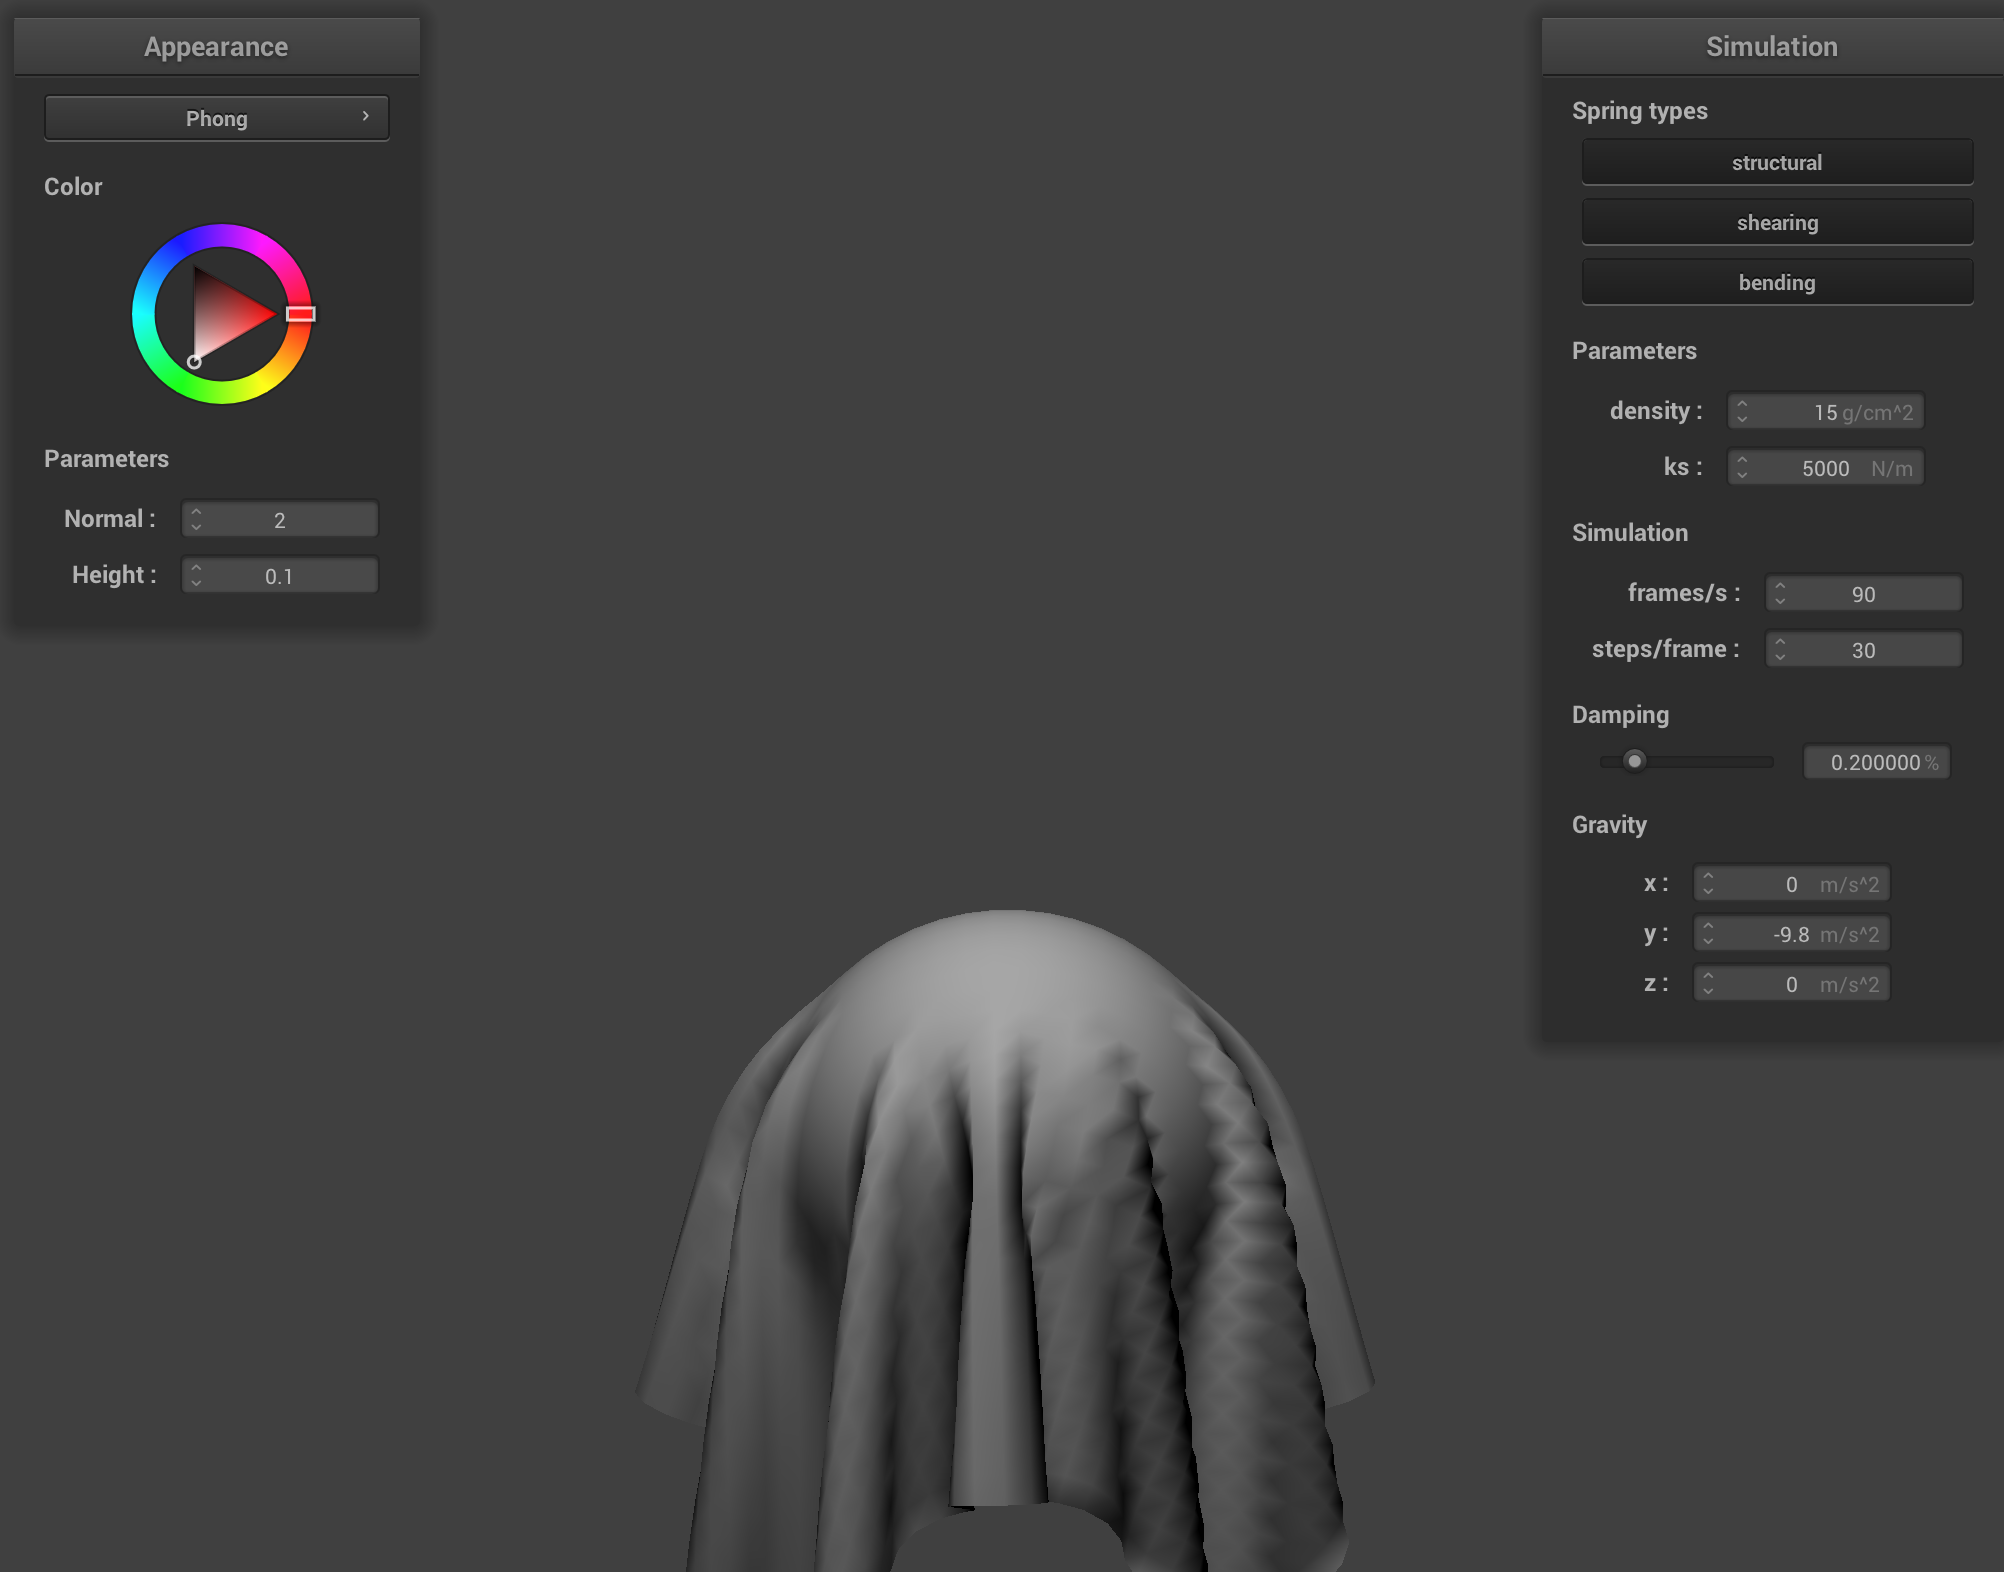 Appearance
Phong
Color
Parameters
Normal : 2
Height : 0.1
Simulation
Spring types
structural
shearing
bending
Parameters
density : 15 g/cm^2
ks : 5000 N/m
Simulation
frames/s : 90
steps/frame : 30
Damping
0.200000 %
Gravity
x : 0 m/s^2
y : -9.8 m/s^2
z : 0 m/s^2